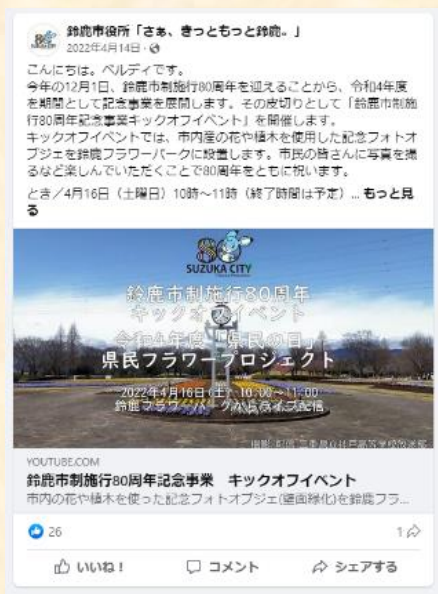 鈴鹿市役所「さぁ、きっともっと鈴鹿。」
2022年4月14日
こんにちは。ベルディです。
今年の12月1日、鈴鹿市制施行80周年を迎えることから、令和4年度
を期間として記念事業を展開します。その皮切りとして「鈴鹿市制施
行80周年記念事業キックオフイベント」を開催します。
キックオフイベントでは、市内産の花や植木を使用した記念フォトオ
ブジェを鈴鹿フラワーパークに設置します。市民の皆さんに写真を撮
るなど楽しんでいただくことで80周年をともに祝います。
とき／4月16日（土曜日）10時～11時（終了時間は予定）... もっと見
る
80
SUZUKA CITY
鈴鹿市制施行80周年
キックオフイベント
令和4年度「県民の日」
県民フラワープロジェクト
2022年4月16日(土) 10:00～11:00
鈴鹿フラワーパークからライブ配信
YOUTUBE.COM
鈴鹿市制施行80周年記念事業　キックオフイベント
市内の花や植木を使った記念フォトオブジェ(壁面緑化)を鈴鹿フラ...
26
1
いいね！
コメント
シェアする